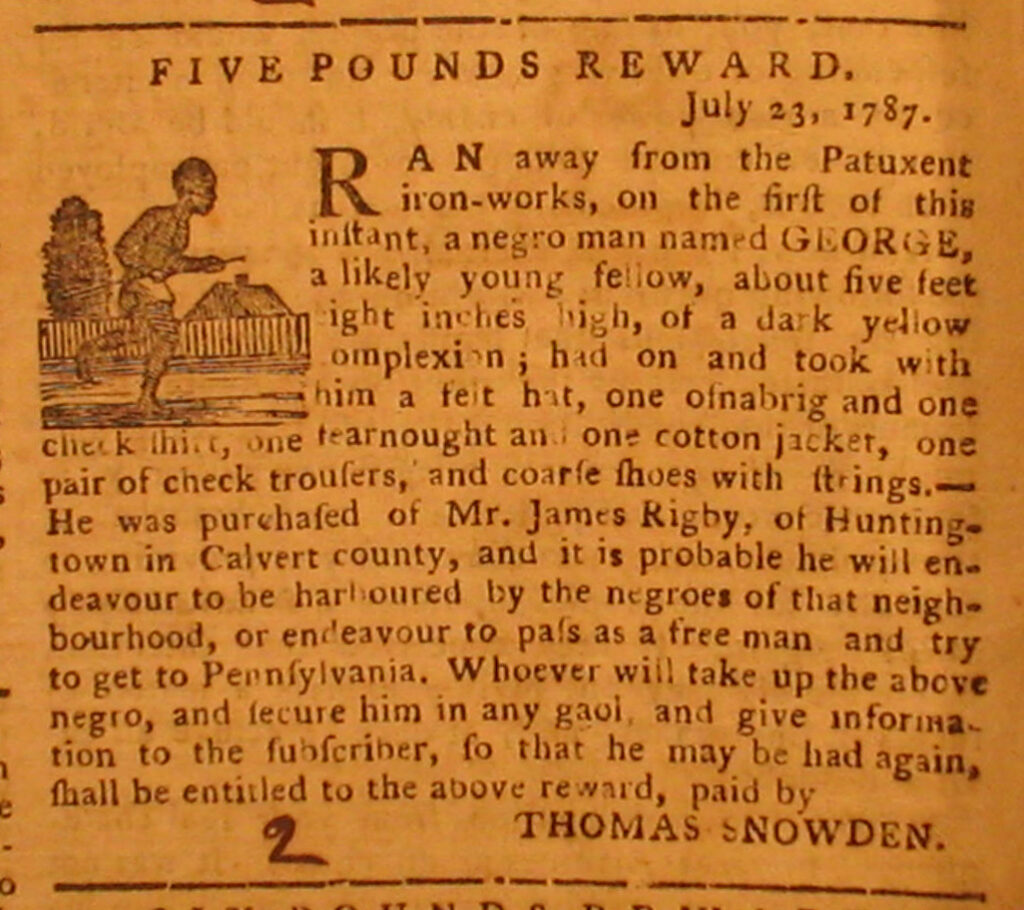 FIVE POUNDS REWARD.
July 23, 1787.
RAN away from the Patuxent
iron-works, on the firſt of this
inſtant, a negro man named GEORGE,
a likely young fellow, about five feet
ight inches high, of a dark yellow
omplexion ; had on and took with
him a felt hat, one oſnabrig and one
check ſhirt, one fearnought and one cotton jacket, one
pair of check trouſers, and coarſe ſhoes with ſtrings.—
He was purchaſed of Mr. James Rigby, of Hunting-
town in Calvert county, and it is probable he will en-
deavour to be harboured by the negroes of that neigh-
bourhood, or endeavour to paſs as a free man and try
to get to Pennſylvania. Whoever will take up the above
negro, and ſecure him in any gaol, and give informa-
tion to the ſubſcriber, ſo that he may be had again,
ſhall be entitled to the above reward, paid by
THOMAS SNOWDEN.
2